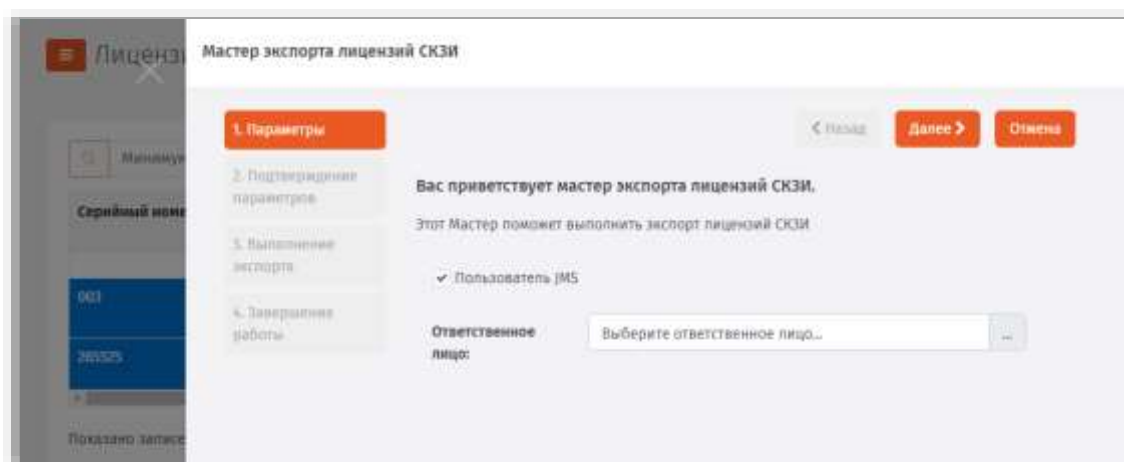 Лиценз
Мастер экспорта лицензий СКЗИ
1. Параметры
Назад
Далее
Отмена
Минимум
2. Подтверждение
параметров
Вас приветствует мастер экспорта лицензий СКЗИ.
Серийный номе
Этот Мастер поможет выполнить экспорт лицензий СКЗИ
3. Выполнение
экспорта
Пользователь JMS
003
4. Завершение
работы
Ответственное
лицо:
Выберите ответственное лицо...
...
265525
Показано записе